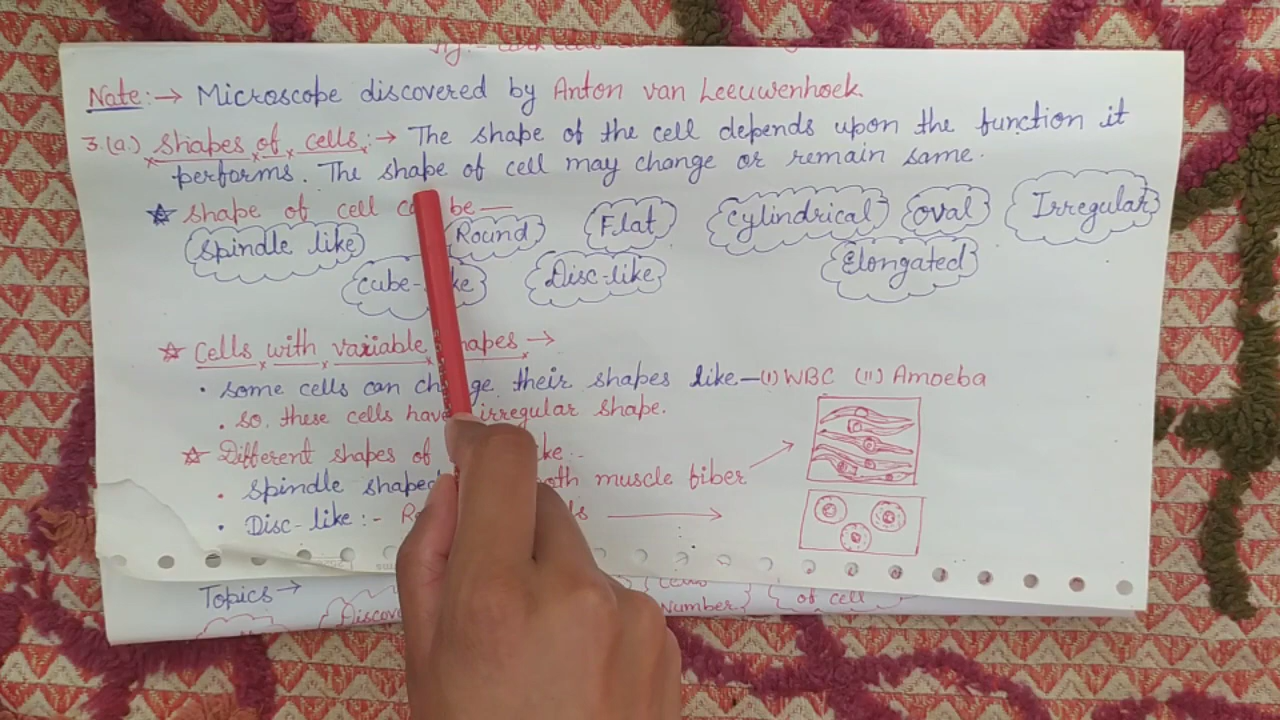 Note:→ Microscope discovered by Anton van Leeuwenhoek.
3.(a.) Shapes of cells:→ The shape of the cell depends upon the function it
performs. The shape of cell may change or remain same.
☆ Shape of cell be—
Spindle like Round Flat Cylindrical oval Irregular
Cube- Disc-like Elongated
☆ Cells with variable →
• Some cells can their shapes like—(i) WBC (ii) Amoeba
• So, these cells have irregular shape.
☆ Different shapes of like:-
• Spindle shaped muscle fiber →
• Disc-like:- →
Topics→
Number. of cell